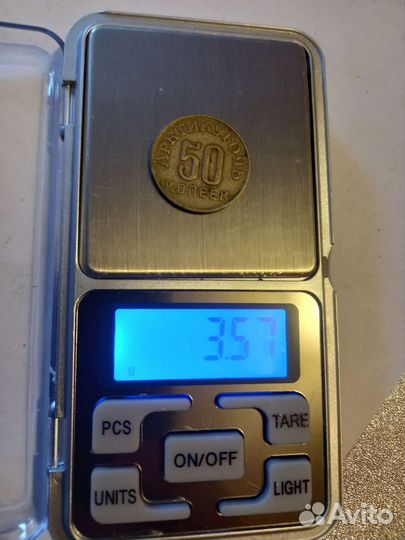 АРКТИКУГОЛЬ
50
КОПЕЕК
3.57
g
PCS
TARE
ON/OFF
UNITS
LIGHT
Avito